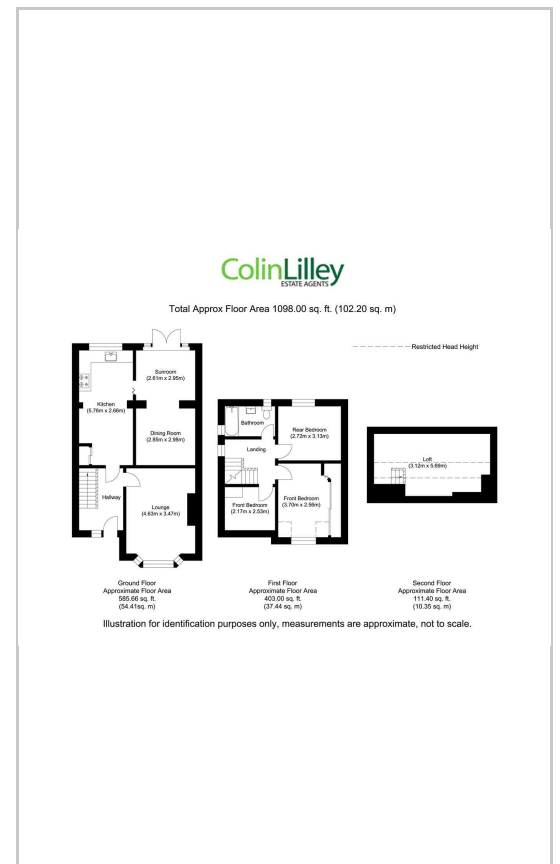 ColinLilley
ESTATE AGENTS
Total Approx Floor Area 1098.00 sq. ft. (102.20 sq. m)
Restricted Head Height
Sunroom
(2.61m x 2.95m)
Kitchen
(5.76m x 2.66m)
Dining Room
(2.85m x 2.98m)
Hallway
Lounge
(4.63m x 3.47m)
Bathroom
Rear Bedroom
(2.72m x 3.13m)
Landing
Front Bedroom
(2.17m x 2.53m)
Front Bedroom
(3.70m x 2.56m)
Loft
(3.12m x 5.69m)
Ground Floor
Approximate Floor Area
585.66 sq. ft.
(54.41sq. m)
First Floor
Approximate Floor Area
403.00 sq. ft.
(37.44 sq. m)
Second Floor
Approximate Floor Area
111.40 sq. ft.
(10.35 sq. m)
Illustration for identification purposes only, measurements are approximate, not to scale.